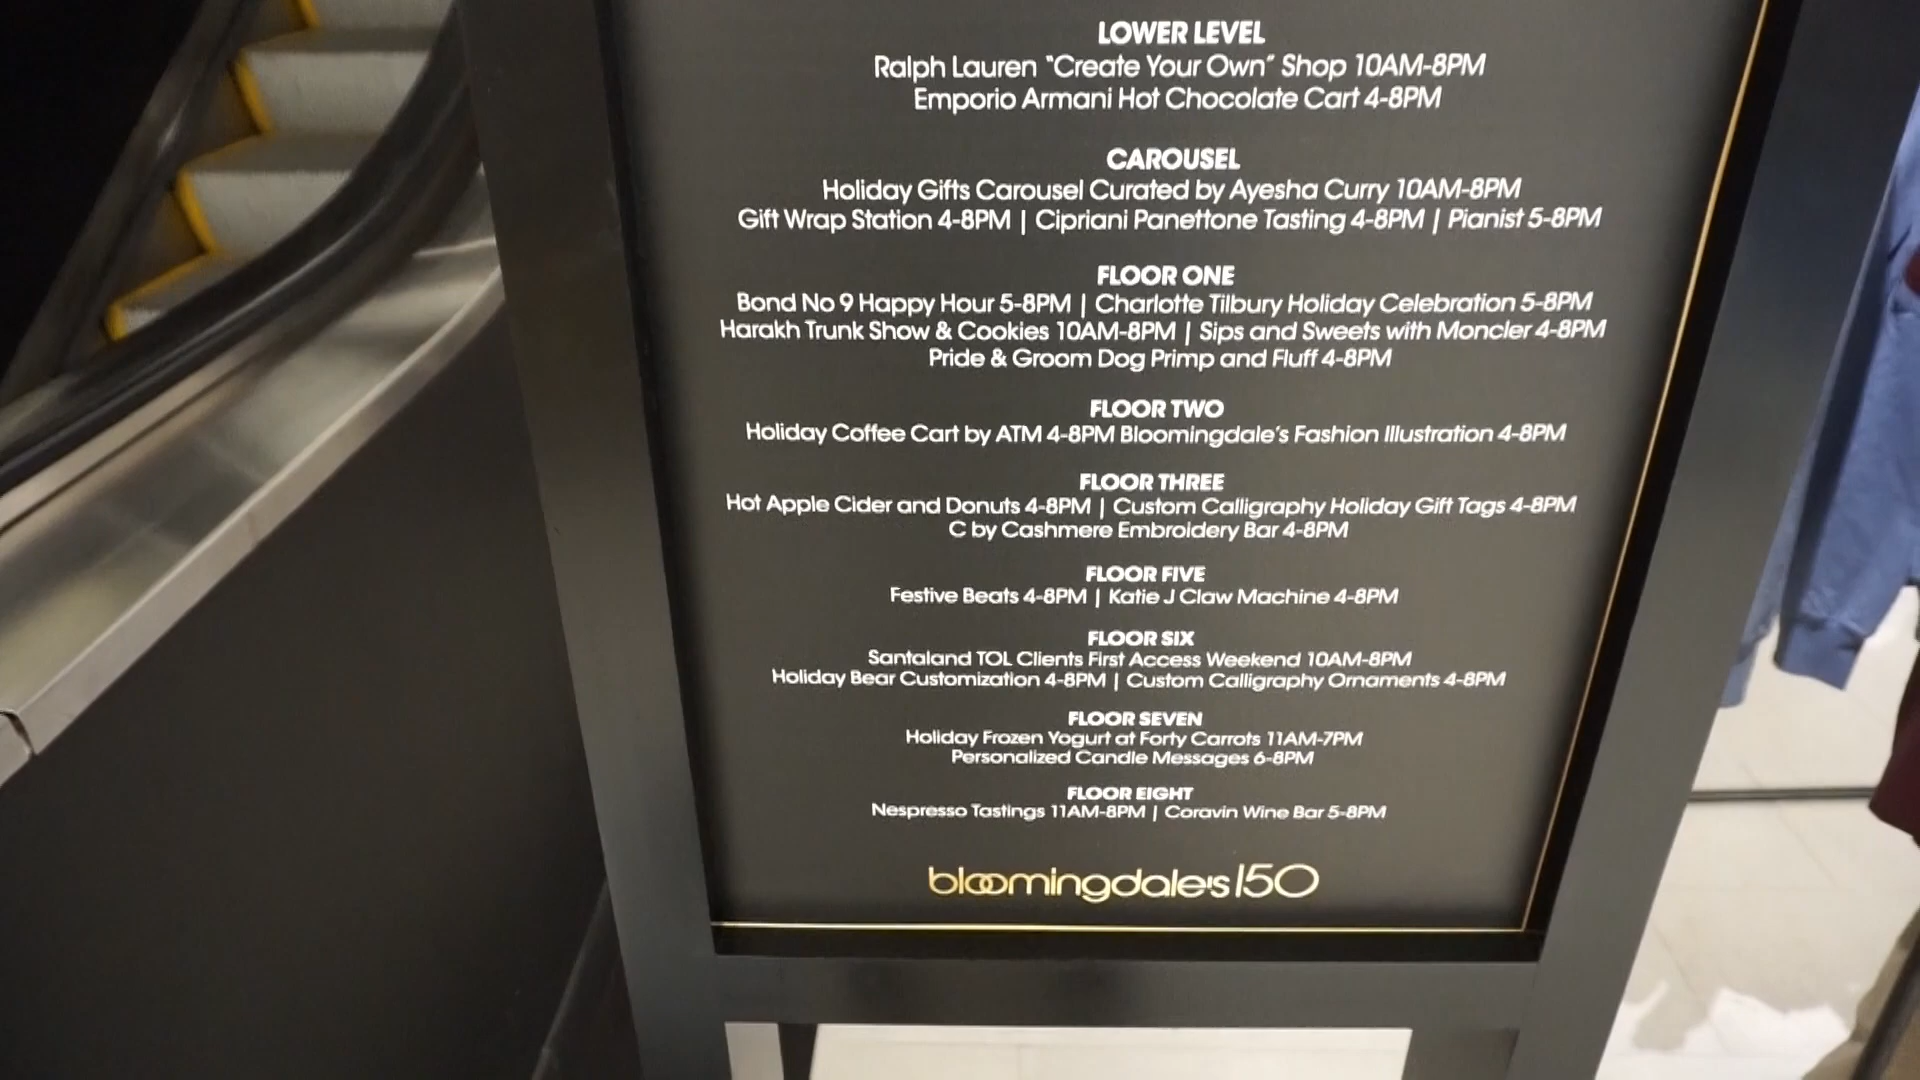 LOWER LEVEL
Ralph Lauren "Create Your Own" Shop 10AM-8PM
Emporio Armani Hot Chocolate Cart 4-8PM
CAROUSEL
Holiday Gifts Carousel Curated by Ayesha Curry 10AM-8PM
Gift Wrap Station 4-8PM | Cipriani Panettone Tasting 4-8PM | Pianist 5-8PM
FLOOR ONE
Bond No 9 Happy Hour 5-8PM | Charlotte Tilbury Holiday Celebration 5-8PM
Harakh Trunk Show & Cookies 10AM-8PM | Sips and Sweets with Moncler 4-8PM
Pride & Groom Dog Primp and Fluff 4-8PM
FLOOR TWO
Holiday Coffee Cart by ATM 4-8PM Bloomingdale's Fashion Illustration 4-8PM
FLOOR THREE
Hot Apple Cider and Donuts 4-8PM | Custom Calligraphy Holiday Gift Tags 4-8PM
C by Cashmere Embroidery Bar 4-8PM
FLOOR FIVE
Festive Beats 4-8PM | Katie J Claw Machine 4-8PM
FLOOR SIX
Santaland TOL Clients First Access Weekend 10AM-8PM
Holiday Bear Customization 4-8PM | Custom Calligraphy Ornaments 4-8PM
FLOOR SEVEN
Holiday Frozen Yogurt at Forty Carrots 11AM-7PM
Personalized Candle Messages 6-8PM
FLOOR EIGHT
Nespresso Tastings 11AM-8PM | Coravin Wine Bar 5-8PM
bloomingdale's 150